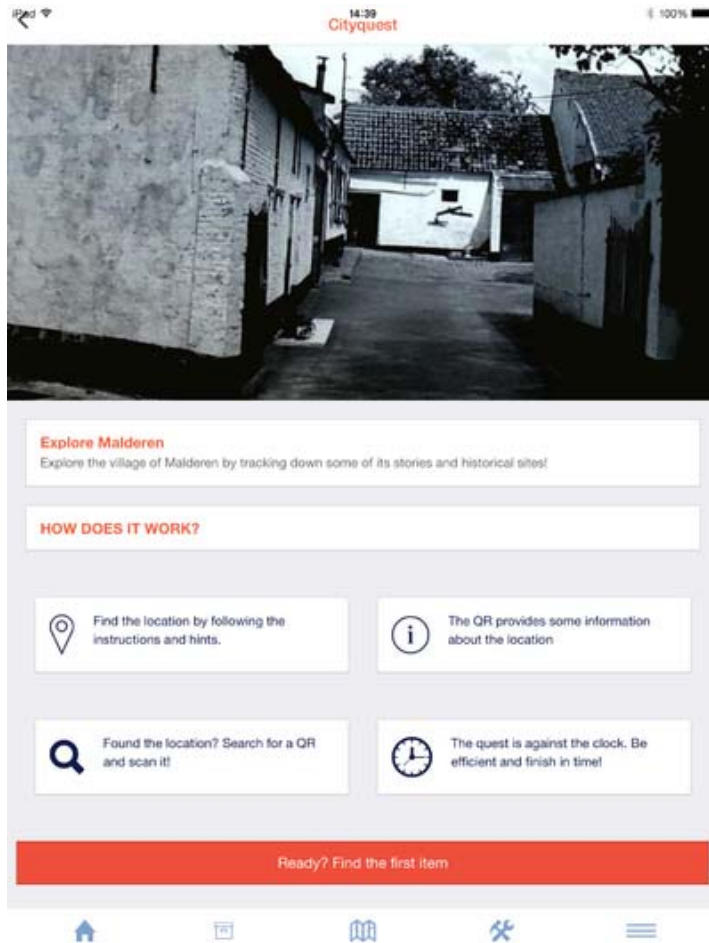 iPad 14:39 100%
Cityquest
Explore Malderen
Explore the village of Malderen by tracking down some of its stories and historical sites!
HOW DOES IT WORK?
Find the location by following the
instructions and hints.
The QR provides some information
about the location
Found the location? Search for a QR
and scan it!
The quest is against the clock. Be
efficient and finish in time!
Ready? Find the first item